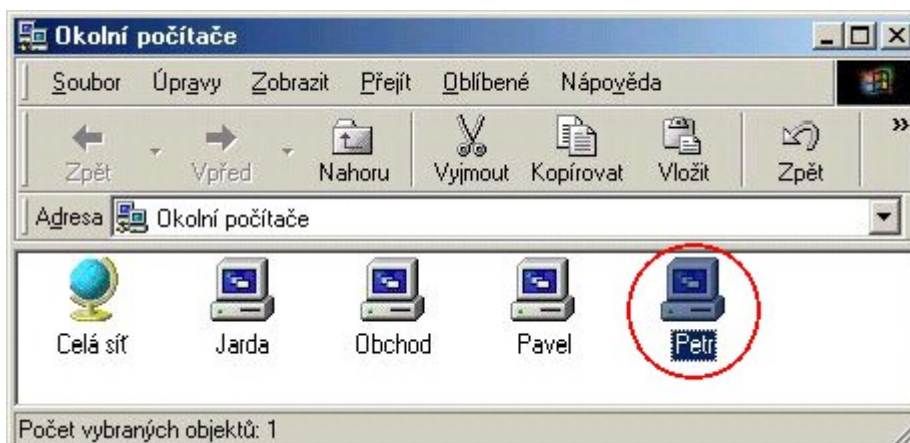 Okolní počítače
Soubor Úpravy Zobrazit Přejít Oblíbené Nápověda
Zpět Vpřed Nahoru Vyjmout Kopírovat Vložit Zpět
Adresa Okolní počítače
Celá síť Jarda Obchod Pavel Petr
Počet vybraných objektů: 1